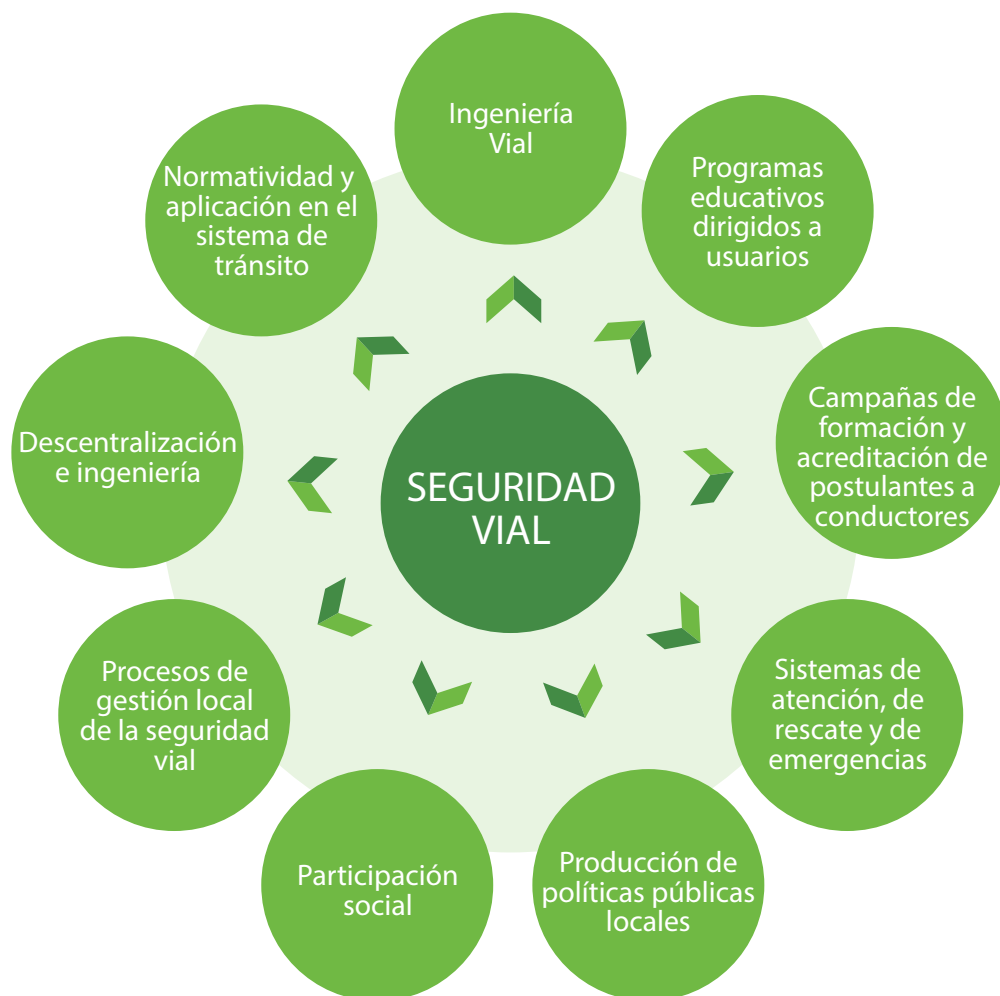 Ingeniería
Vial
Programas
educativos
dirigidos a
usuarios
Campañas de
formación y
acreditación de
postulantes a
conductores
Sistemas de
atención, de
rescate y de
emergencias
Producción de
políticas públicas
locales
Participación
social
Procesos de
gestión local
de la seguridad
vial
Descentralización
e ingeniería
Normatividad y
aplicación en el
sistema de
tránsito
SEGURIDAD
VIAL